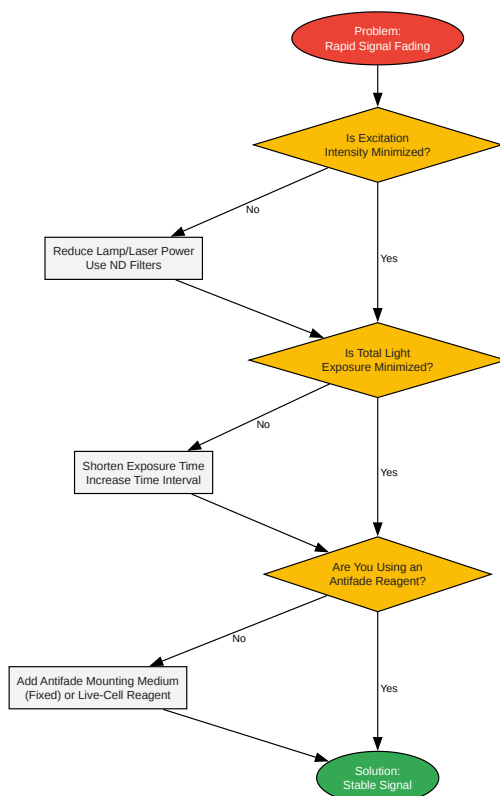 Problem:
Rapid Signal Fading
Is Excitation
Intensity Minimized?
No
Reduce Lamp/Laser Power
Use ND Filters
Yes
Is Total Light
Exposure Minimized?
No
Shorten Exposure Time
Increase Time Interval
Yes
Are You Using an
Antifade Reagent?
No
Add Antifade Mounting Medium
(Fixed) or Live-Cell Reagent
Yes
Solution:
Stable Signal